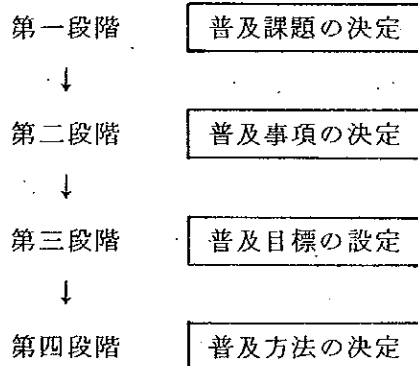 第一段階 普及課題の決定
↓
第二段階 普及事項の決定
↓
第三段階 普及目標の設定
↓
第四段階 普及方法の決定